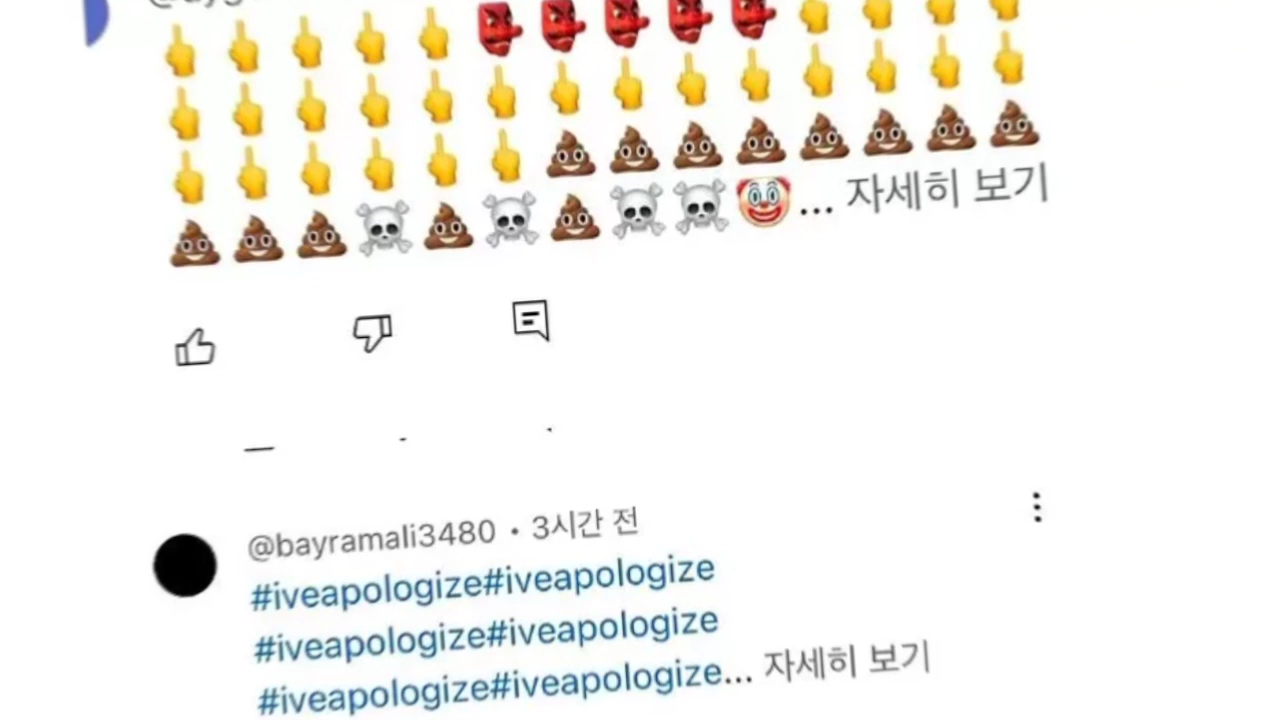 🖕🖕🖕🖕🖕👺👺👺👺👺🖕🖕🖕🖕
🖕🖕🖕🖕🖕🖕🖕🖕🖕🖕🖕🖕🖕🖕
🖕🖕🖕🖕🖕🖕💩💩💩💩💩💩💩💩
💩💩💩☠️💩☠️💩☠️☠️🤡... 자세히 보기
@bayramali3480 • 3시간 전
#iveapologize#iveapologize
#iveapologize#iveapologize
#iveapologize#iveapologize... 자세히 보기